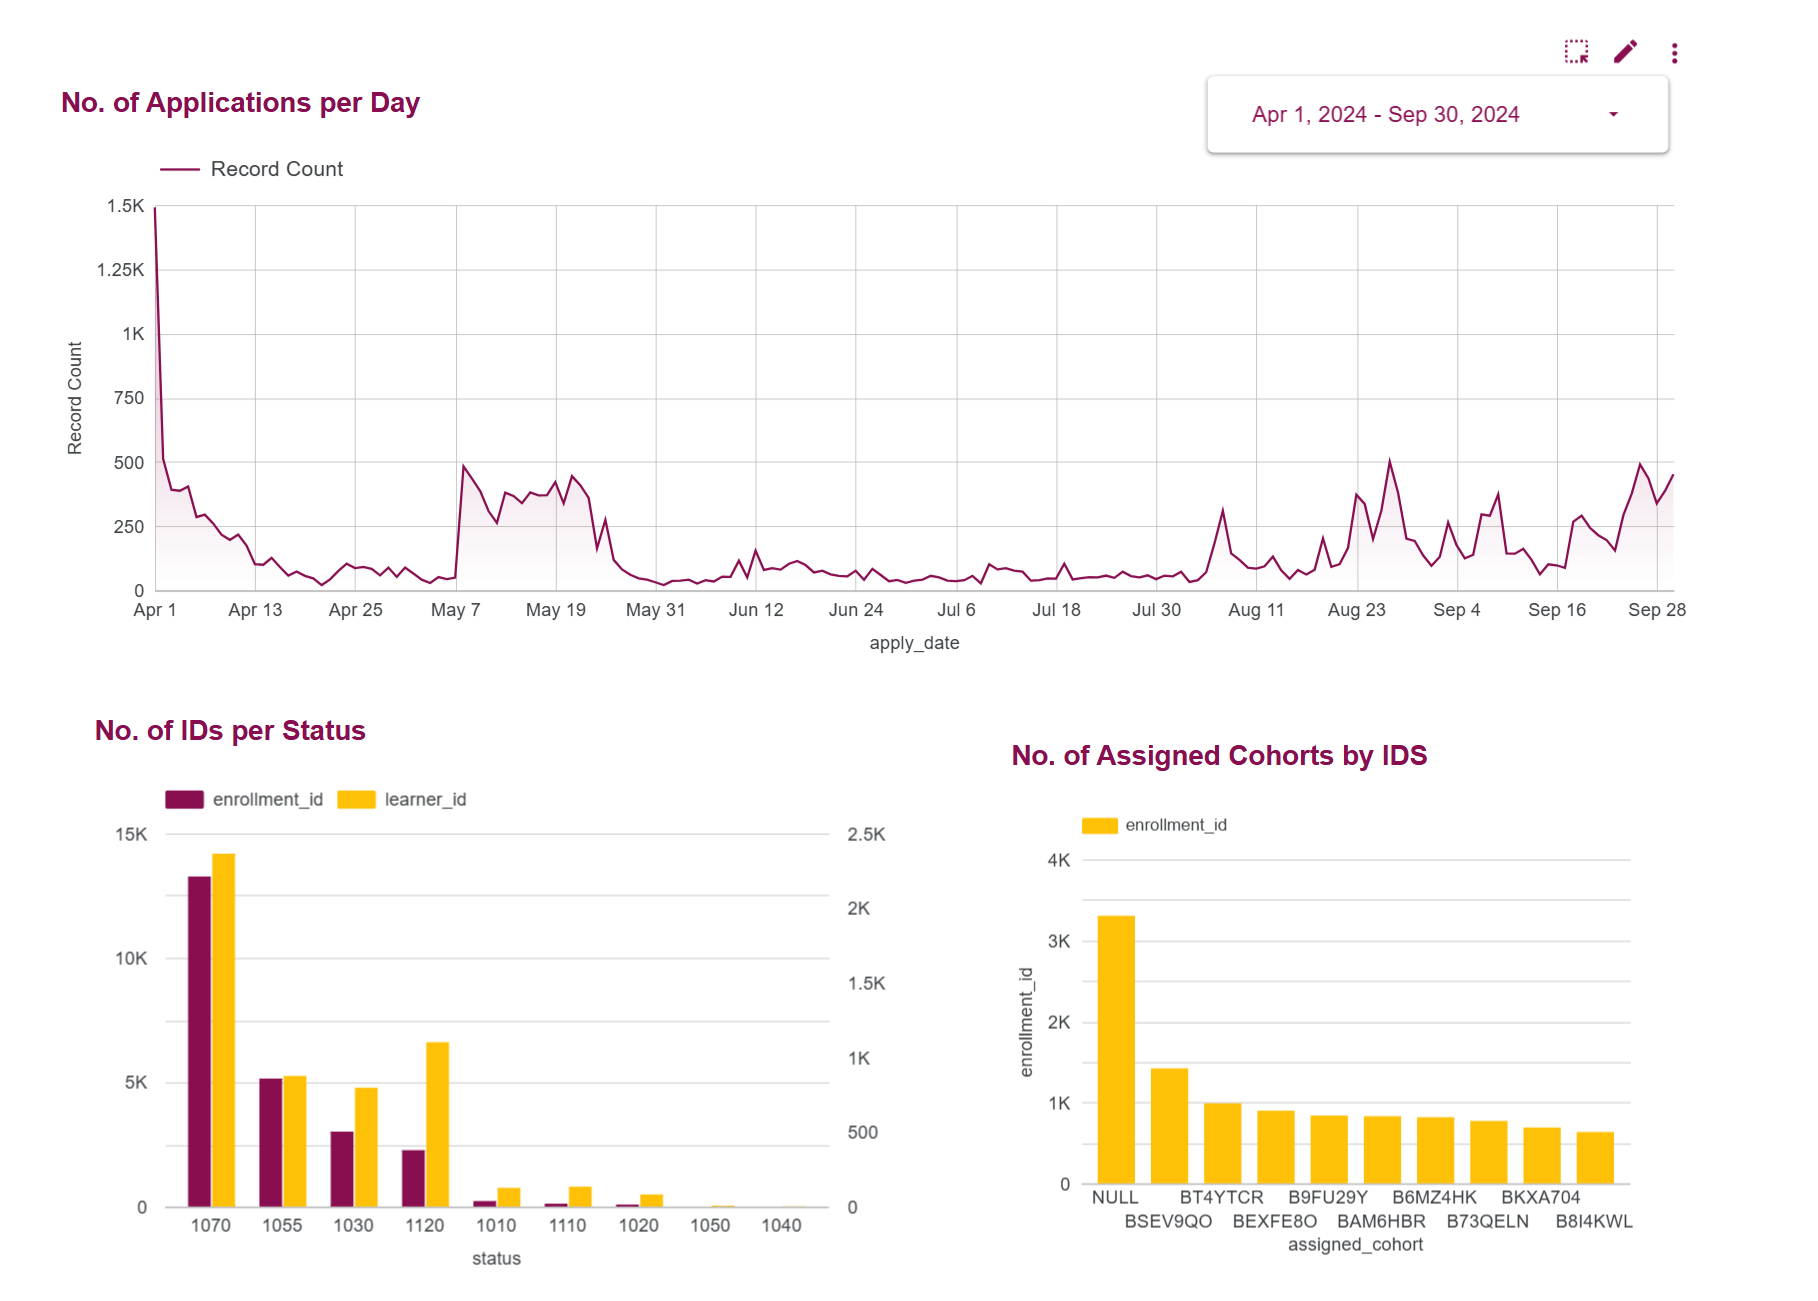 No. of Applications per Day
Apr 1, 2024 - Sep 30, 2024
Record Count
1.5K
1.25K
1K
750
500
250
0
Record Count
Apr 1 Apr 13 Apr 25 May 7 May 19 May 31 Jun 12 Jun 24 Jul 6 Jul 18 Jul 30 Aug 11 Aug 23 Sep 4 Sep 16 Sep 28
apply_date
No. of IDs per Status
enrollment_id learner_id
15K
10K
5K
0
2.5K
2K
1.5K
1K
500
0
1070 1055 1030 1120 1010 1110 1020 1050 1040
status
No. of Assigned Cohorts by IDS
enrollment_id
4K
3K
2K
1K
0
enrollment_id
NULL BT4YTCR B9FU29Y B6MZ4HK BKXA704
BSEV9QO BEXFE8O BAM6HBR B73QELN B8I4KWL
assigned_cohort